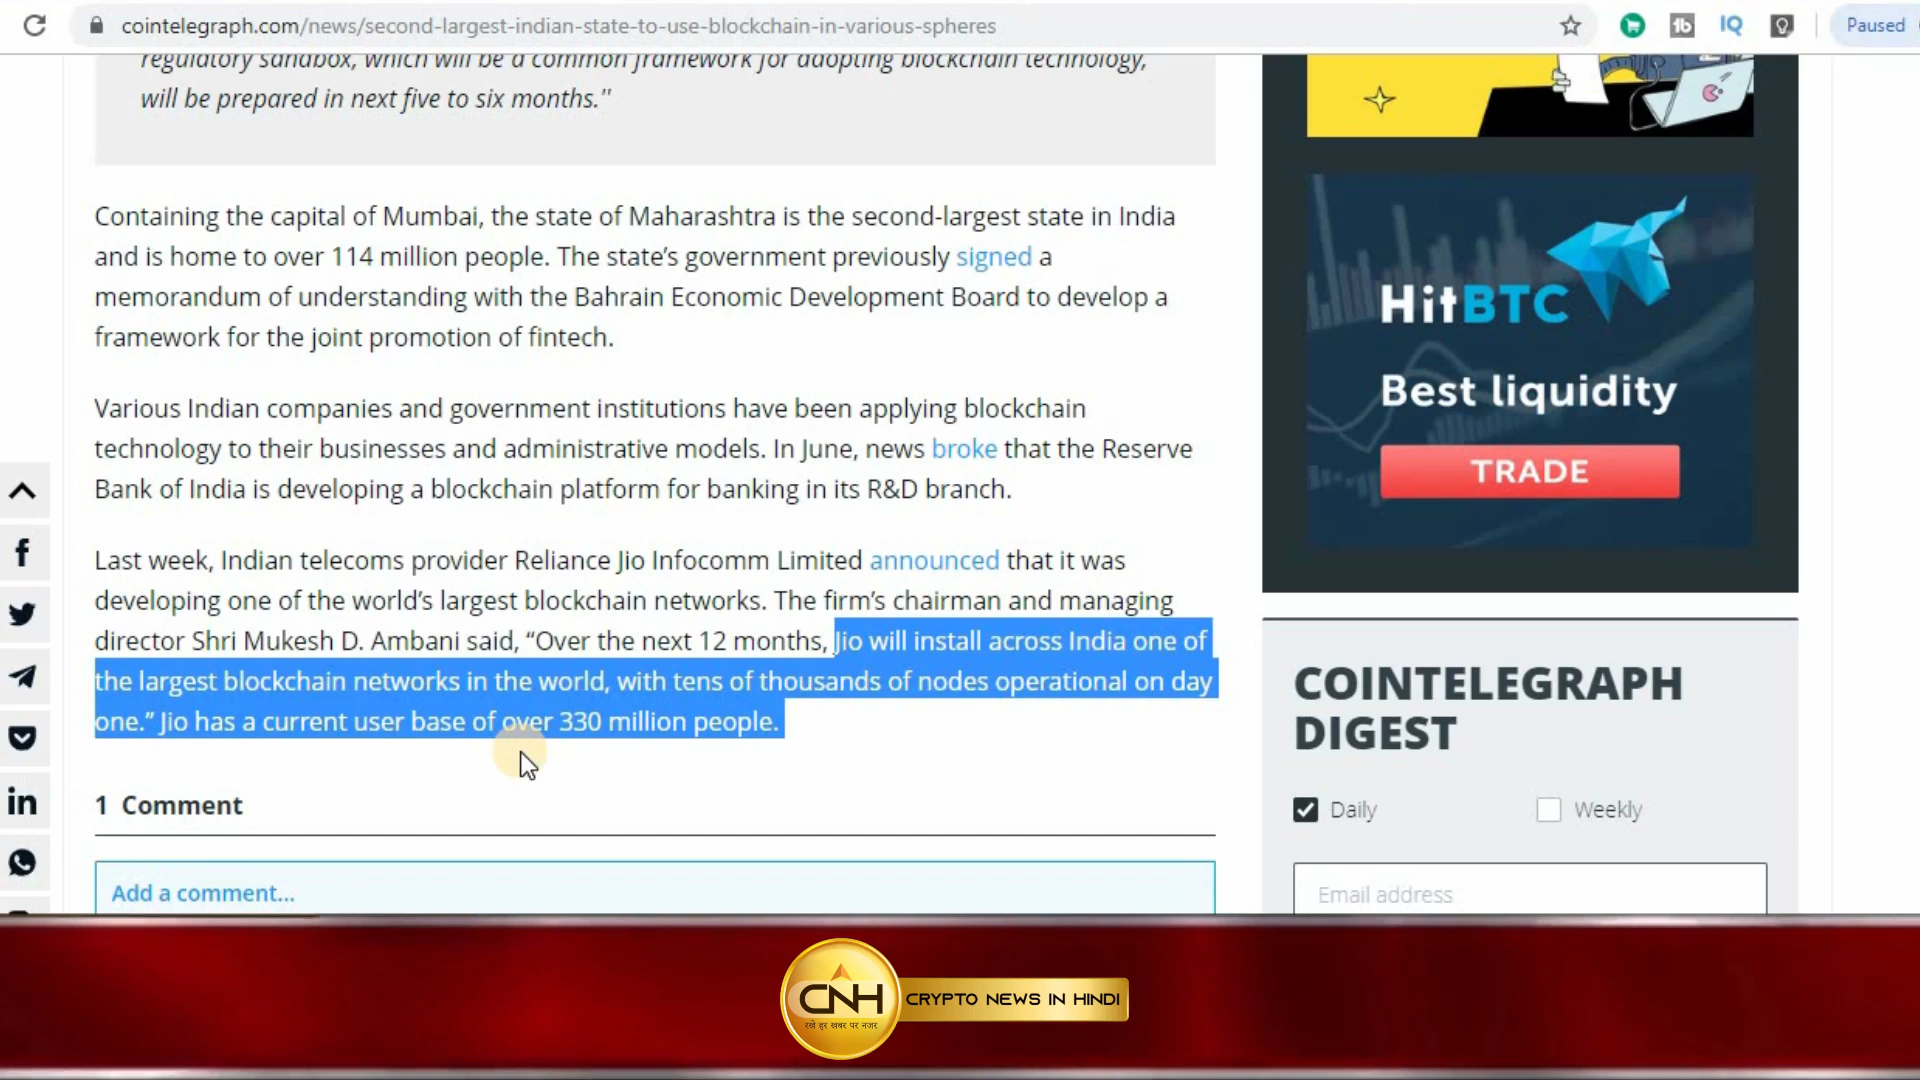 cointelegraph.com/news/second-largest-indian-state-to-use-blockchain-in-various-spheres
Paused
regulatory sandbox, which will be a common framework for adopting blockchain technology,
will be prepared in next five to six months."
Containing the capital of Mumbai, the state of Maharashtra is the second-largest state in India
and is home to over 114 million people. The state’s government previously signed a
memorandum of understanding with the Bahrain Economic Development Board to develop a
framework for the joint promotion of fintech.
Various Indian companies and government institutions have been applying blockchain
technology to their businesses and administrative models. In June, news broke that the Reserve
Bank of India is developing a blockchain platform for banking in its R&D branch.
Last week, Indian telecoms provider Reliance Jio Infocomm Limited announced that it was
developing one of the world’s largest blockchain networks. The firm’s chairman and managing
director Shri Mukesh D. Ambani said, “Over the next 12 months, Jio will install across India one of
the largest blockchain networks in the world, with tens of thousands of nodes operational on day
one.” Jio has a current user base of over 330 million people.
1 Comment
Add a comment...
HitBTC
Best liquidity
TRADE
COINTELEGRAPH
DIGEST
Daily
Weekly
Email address
CNH
रखे हर खबर पर नजर
CRYPTO NEWS IN HINDI